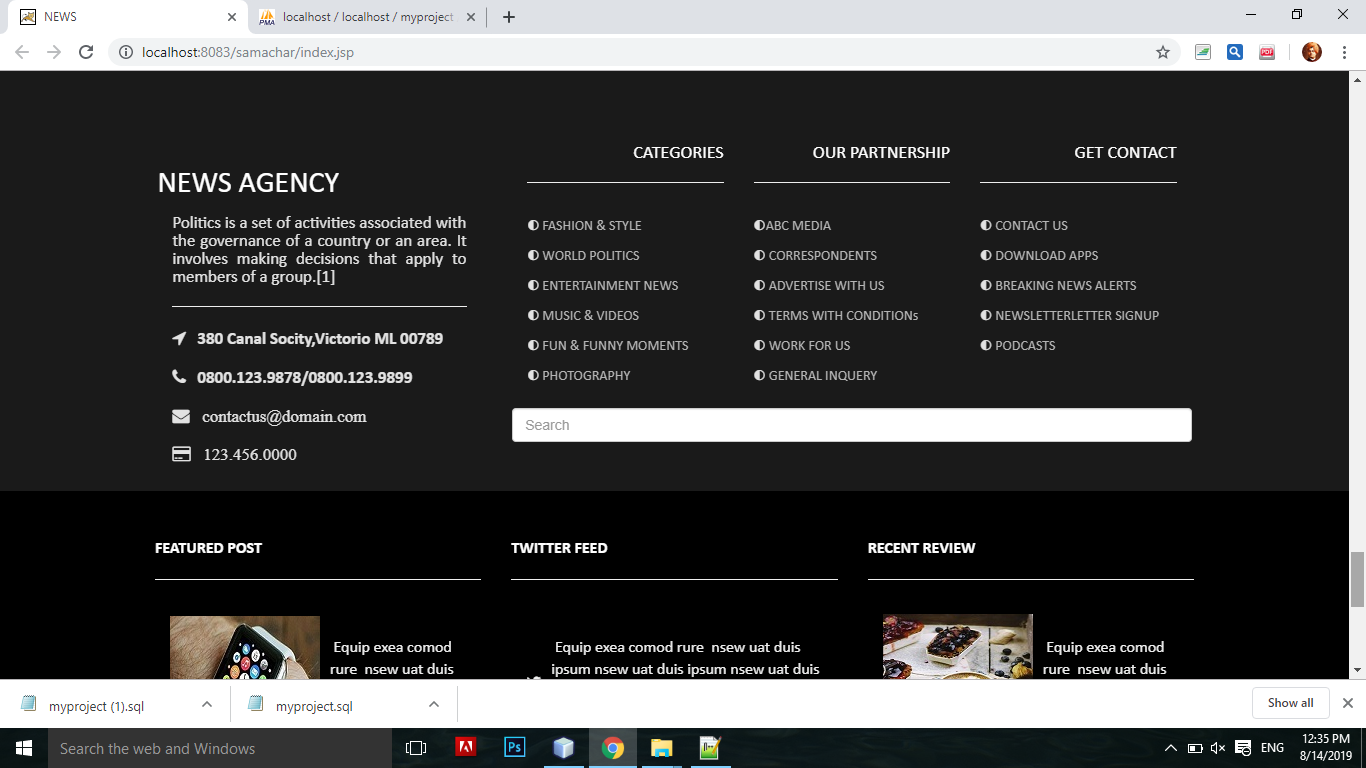 NEWS
localhost / localhost / myproject
localhost:8083/samachar/index.jsp
NEWS AGENCY
Politics is a set of activities associated with
the governance of a country or an area. It
involves making decisions that apply to
members of a group.[1]
380 Canal Socity,Victorio ML 00789
0800.123.9878/0800.123.9899
contactus@domain.com
123.456.0000
CATEGORIES
FASHION & STYLE
WORLD POLITICS
ENTERTAINMENT NEWS
MUSIC & VIDEOS
FUN & FUNNY MOMENTS
PHOTOGRAPHY
OUR PARTNERSHIP
ABC MEDIA
CORRESPONDENTS
ADVERTISE WITH US
TERMS WITH CONDITIONs
WORK FOR US
GENERAL INQUERY
GET CONTACT
CONTACT US
DOWNLOAD APPS
BREAKING NEWS ALERTS
NEWSLETTERLETTER SIGNUP
PODCASTS
Search
FEATURED POST
Equip exea comod
rure nsew uat duis
TWITTER FEED
Equip exea comod rure nsew uat duis
ipsum nsew uat duis ipsum nsew uat duis
RECENT REVIEW
Equip exea comod
rure nsew uat duis
myproject (1).sql
myproject.sql
Show all
Search the web and Windows
Ps
ENG
12:35 PM
8/14/2019